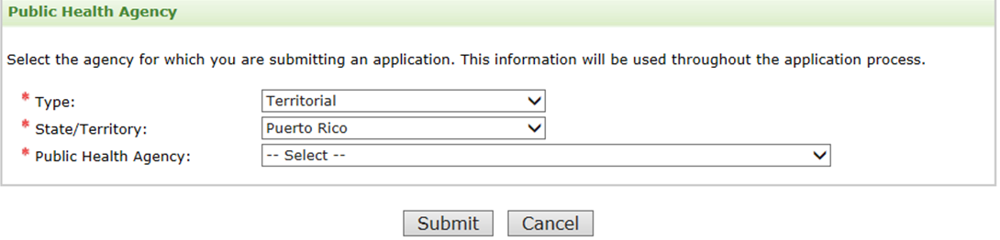 Public Health Agency
Select the agency for which you are submitting an application. This information will be used throughout the application process.
* Type: Territorial
* State/Territory: Puerto Rico
* Public Health Agency: -- Select --
Submit Cancel